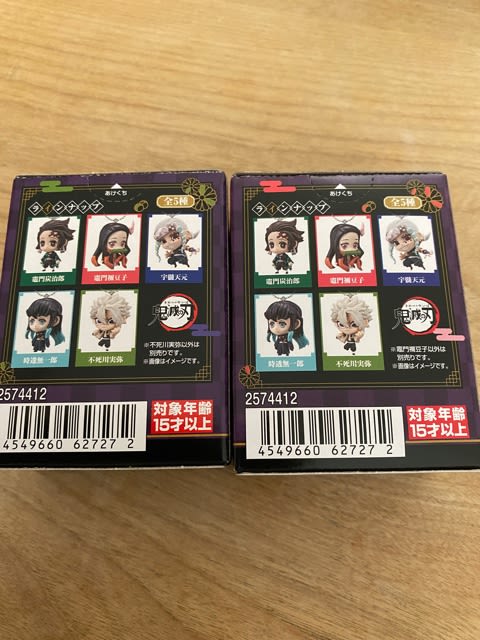 あけくち
ラインナップ
全5種
竈門炭治郎
竈門禰豆子
宇髄天元
時透無一郎
不死川実弥
鬼滅の刃
※不死川実弥以外は
別売りです。
※画像はイメージです。
2574412
4549660 62727 2
対象年齢
15才以上
あけくち
ラインナップ
全5種
竈門炭治郎
竈門禰豆子
宇髄天元
時透無一郎
不死川実弥
鬼滅の刃
※竈門禰豆子以外は
別売りです。
※画像はイメージです。
2574412
4549660 62727 2
対象年齢
15才以上